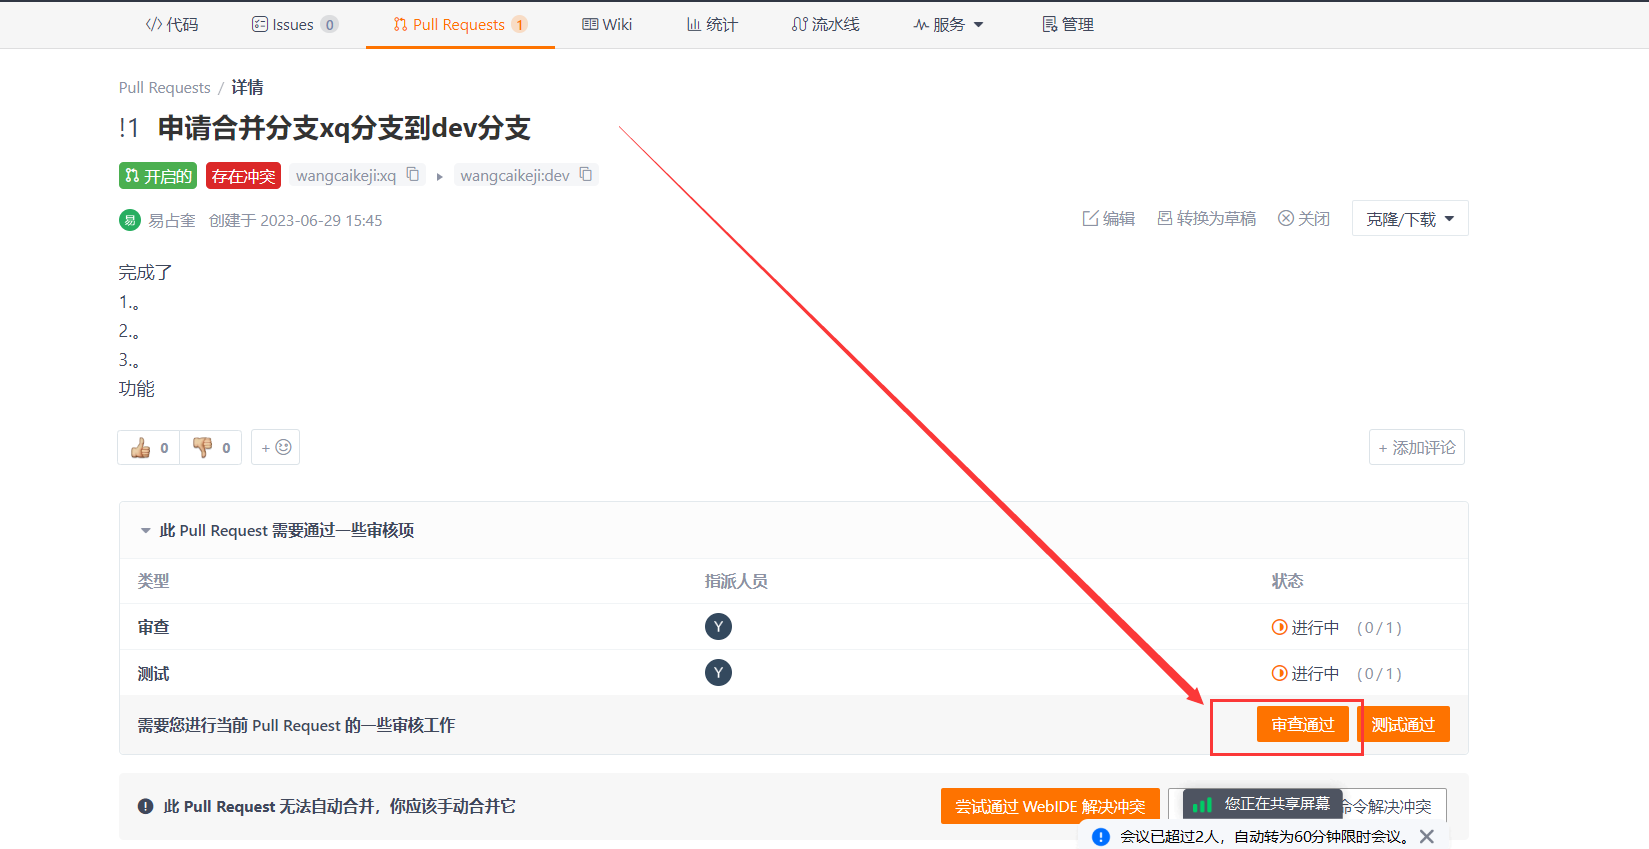 代码 Issues 0 Pull Requests 1 Wiki 统计 流水线 服务 管理
Pull Requests / 详情
!1 申请合并分支xq分支到dev分支
开启的 存在冲突 wangcaikeji:xq wangcaikeji:dev
易 易占奎 创建于 2023-06-29 15:45 编辑 转换为草稿 关闭 克隆/下载
完成了
1.。
2.。
3.。
功能
0 0 + + 添加评论
此 Pull Request 需要通过一些审核项
类型 指派人员 状态
审查 Y 进行中 ( 0 / 1 )
测试 Y 进行中 ( 0 / 1 )
需要您进行当前 Pull Request 的一些审核工作 审查通过 测试通过
此 Pull Request 无法自动合并，你应该手动合并它 尝试通过 WebIDE 解决冲突 您正在共享屏幕 命令解决冲突
会议已超过2人，自动转为60分钟限时会议。